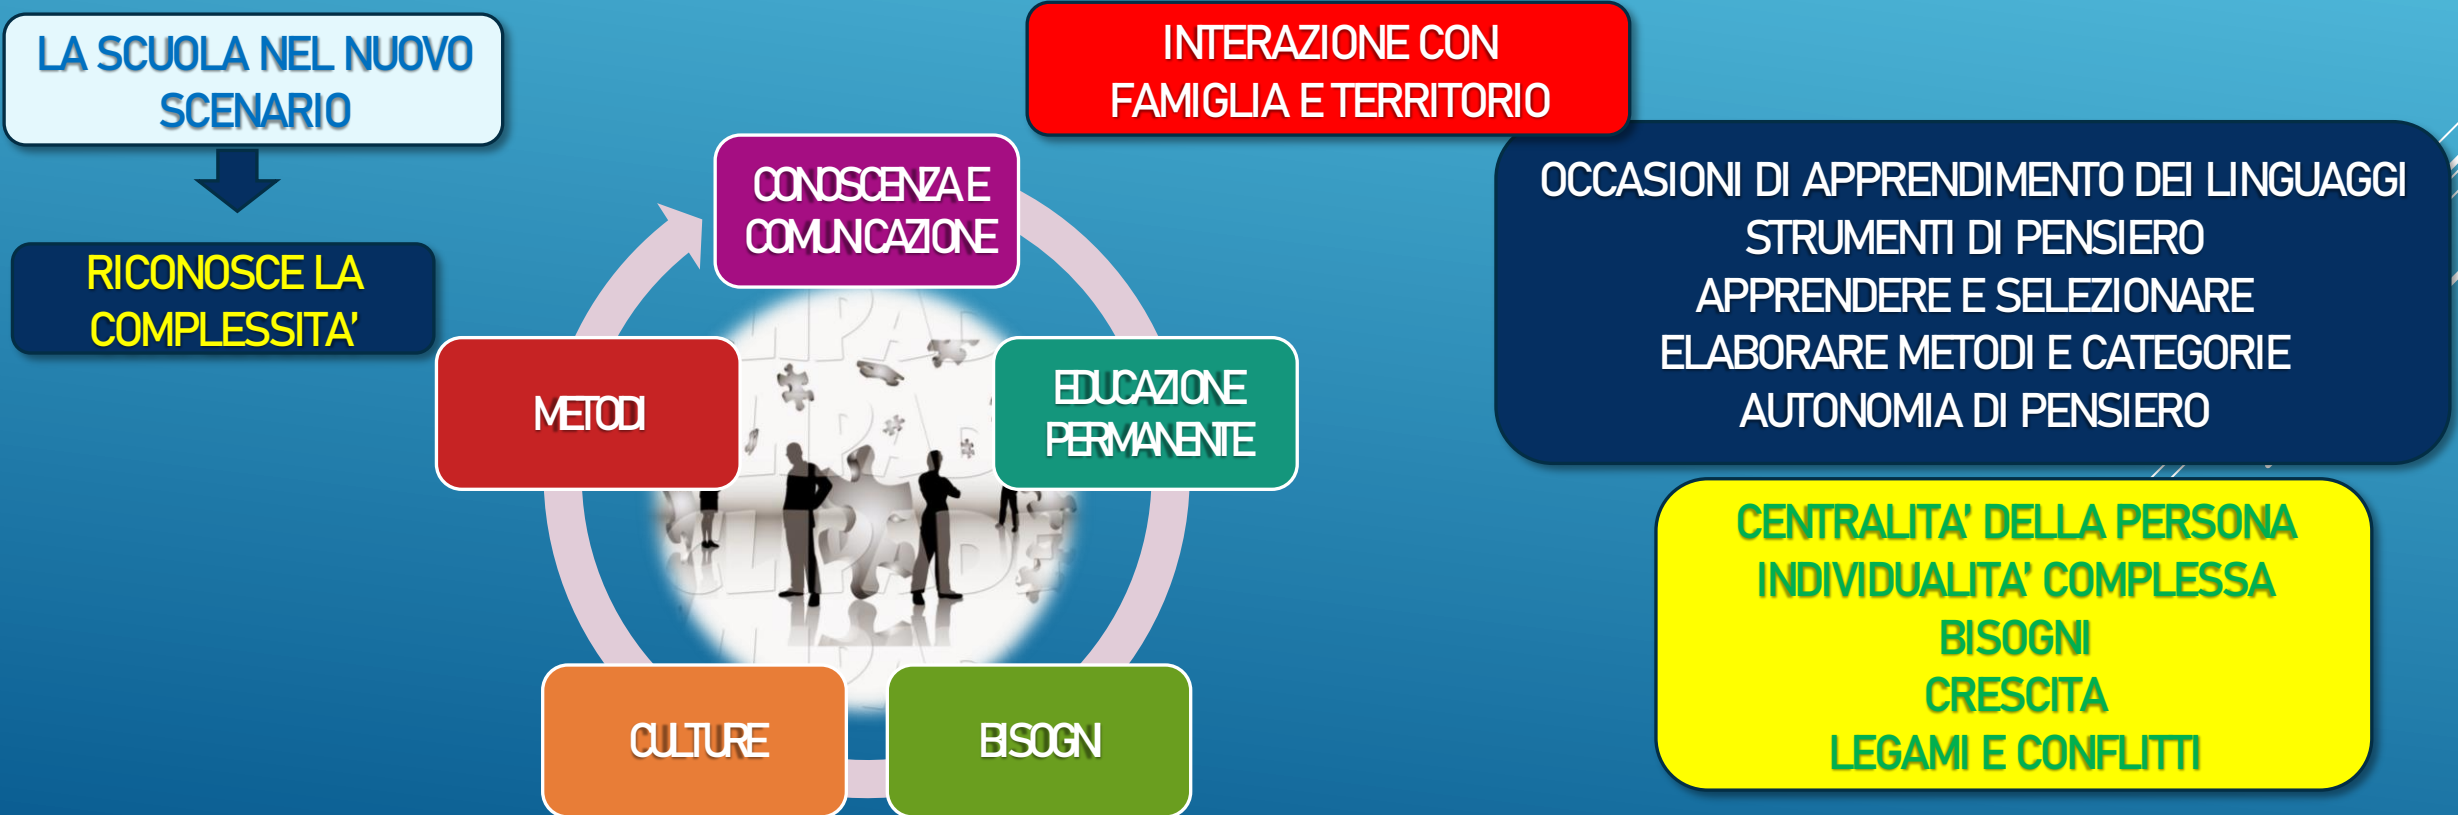 LA SCUOLA NEL NUOVO
SCENARIO
RICONOSCE LA
COMPLESSITA'
INTERAZIONE CON
FAMIGLIA E TERRITORIO
CONOSCENZA E
COMUNICAZIONE
EDUCAZIONE
PERMANENTE
BISOGNI
CULTURE
METODI
OCCASIONI DI APPRENDIMENTO DEI LINGUAGGI
STRUMENTI DI PENSIERO
APPRENDERE E SELEZIONARE
ELABORARE METODI E CATEGORIE
AUTONOMIA DI PENSIERO
CENTRALITA' DELLA PERSONA
INDIVIDUALITA' COMPLESSA
BISOGNI
CRESCITA
LEGAMI E CONFLITTI